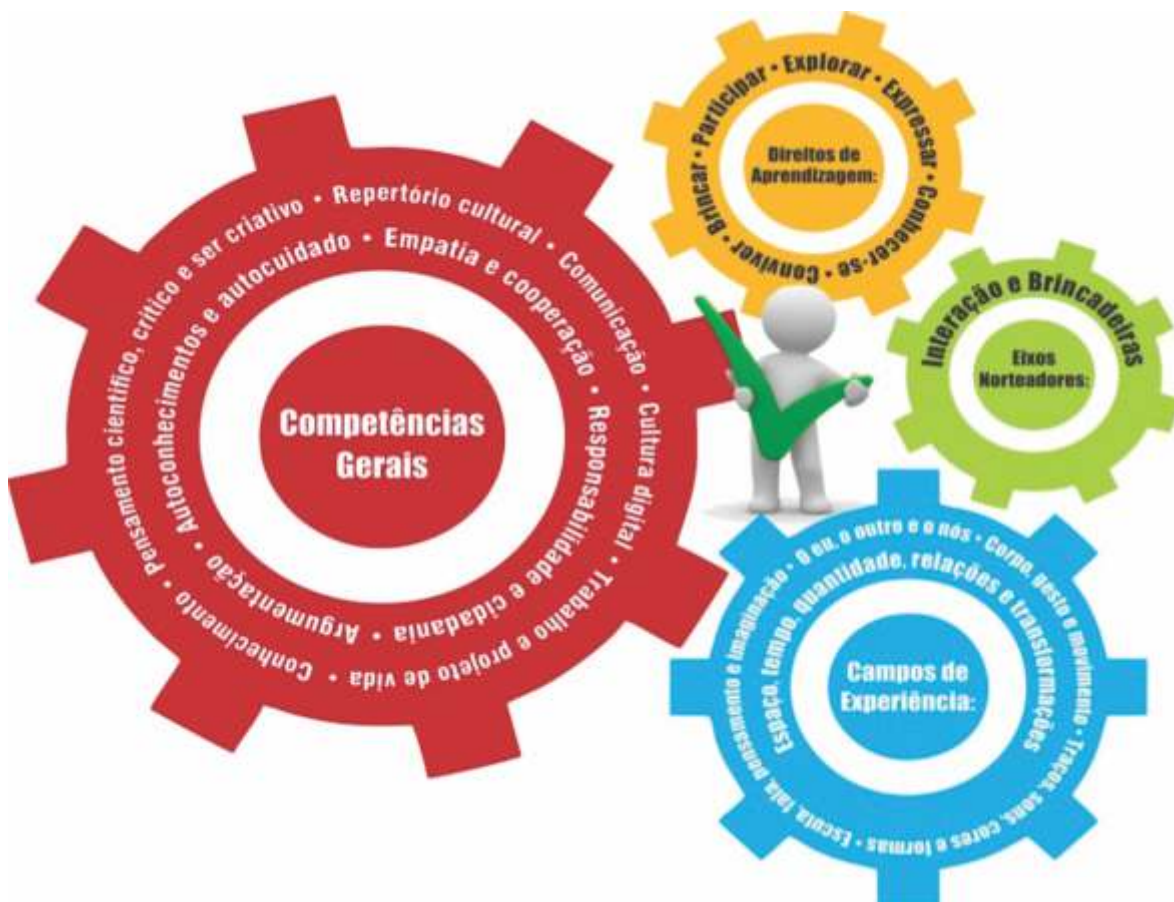 Competências
Gerais
Conhecimento • Pensamento científico, crítico e ser criativo • Repertório cultural • Comunicação • Cultura digital • Trabalho e projeto de vida •
Argumentação • Autoconhecimentos e autocuidado • Empatia e cooperação • Responsabilidade e cidadania •
Direitos de
Aprendizagem:
Conviver • Brincar • Participar • Explorar • Expressar • Conhecer-se •
Interação e Brincadeiras
Eixos
Norteadores:
Campos de
Experiência:
O eu, o outro e o nós • Corpo, gesto e movimento • Traços, sons, cores e formas • Escuta, fala, pensamento e imaginação •
Espaço, tempo, quantidade, relações e transformações